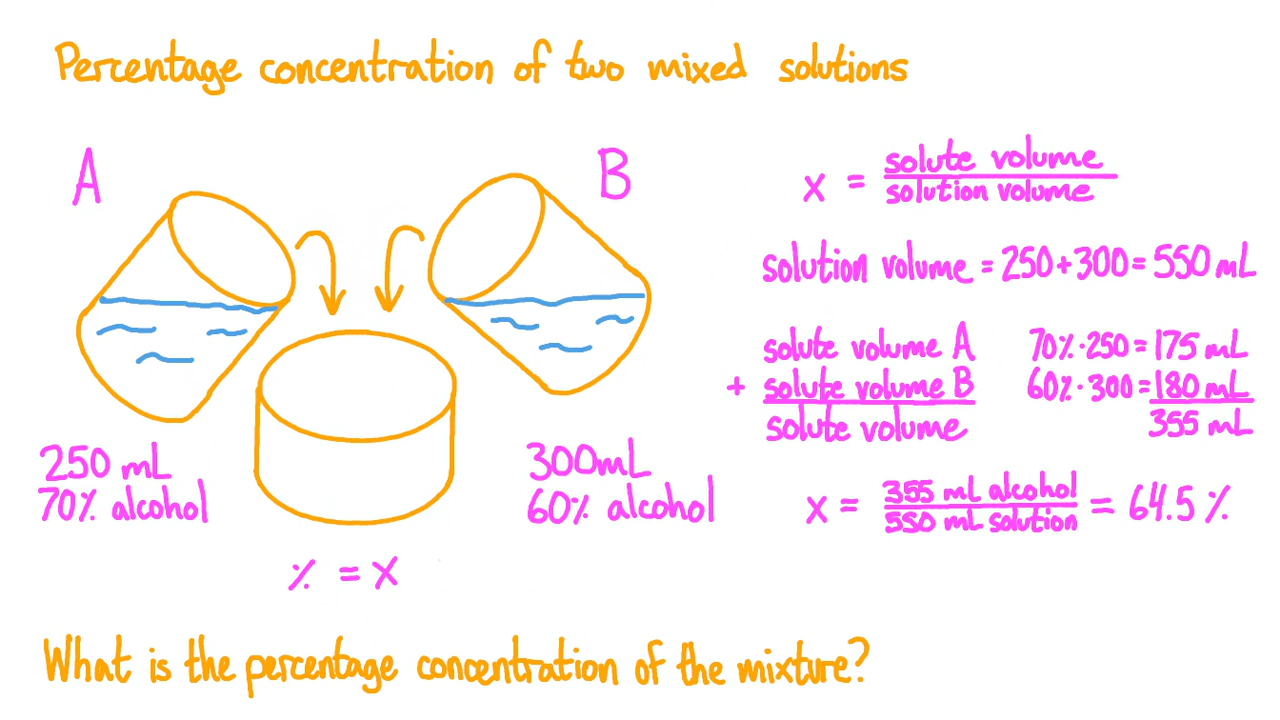 Percentage concentration of two mixed solutions
A
250 mL
70% alcohol
B
300mL
60% alcohol
% = x
x = solute volume
solution volume
solution volume = 250+300 = 550 mL
solute volume A 70%·250 = 175 mL
+ solute volume B 60%·300 = 180 mL
solute volume 355 mL
x = 355 mL alcohol = 64.5 %
550 mL solution
What is the percentage concentration of the mixture?